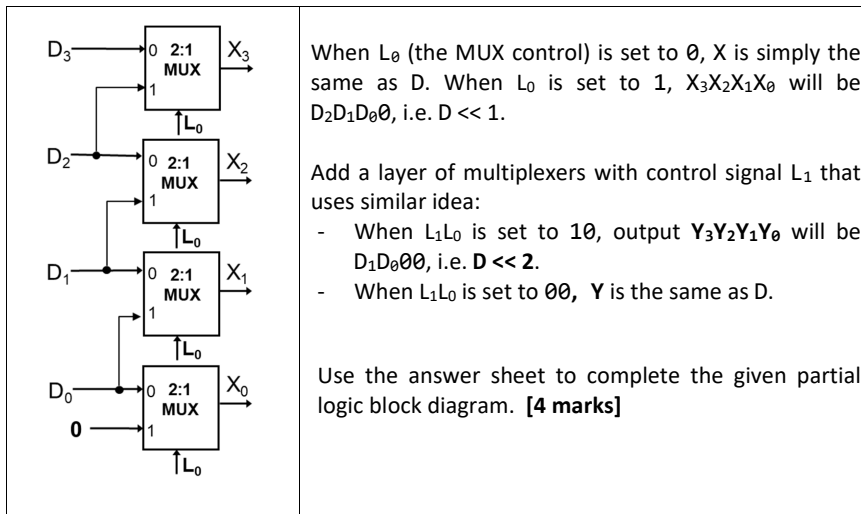 D₃
0
2:1
MUX
X₃
1
L₀
D₂
0
2:1
MUX
X₂
1
L₀
D₁
0
2:1
MUX
X₁
1
L₀
D₀
0
2:1
MUX
X₀
0
1
L₀
When L₀ (the MUX control) is set to 0, X is simply the
same as D. When L₀ is set to 1, X₃X₂X₁X₀ will be
D₂D₁D₀0, i.e. D << 1.
Add a layer of multiplexers with control signal L₁ that
uses similar idea:
- When L₁L₀ is set to 10, output Y₃Y₂Y₁Y₀ will be
D₁D₀00, i.e. D << 2.
- When L₁L₀ is set to 00, Y is the same as D.
Use the answer sheet to complete the given partial
logic block diagram. [4 marks]